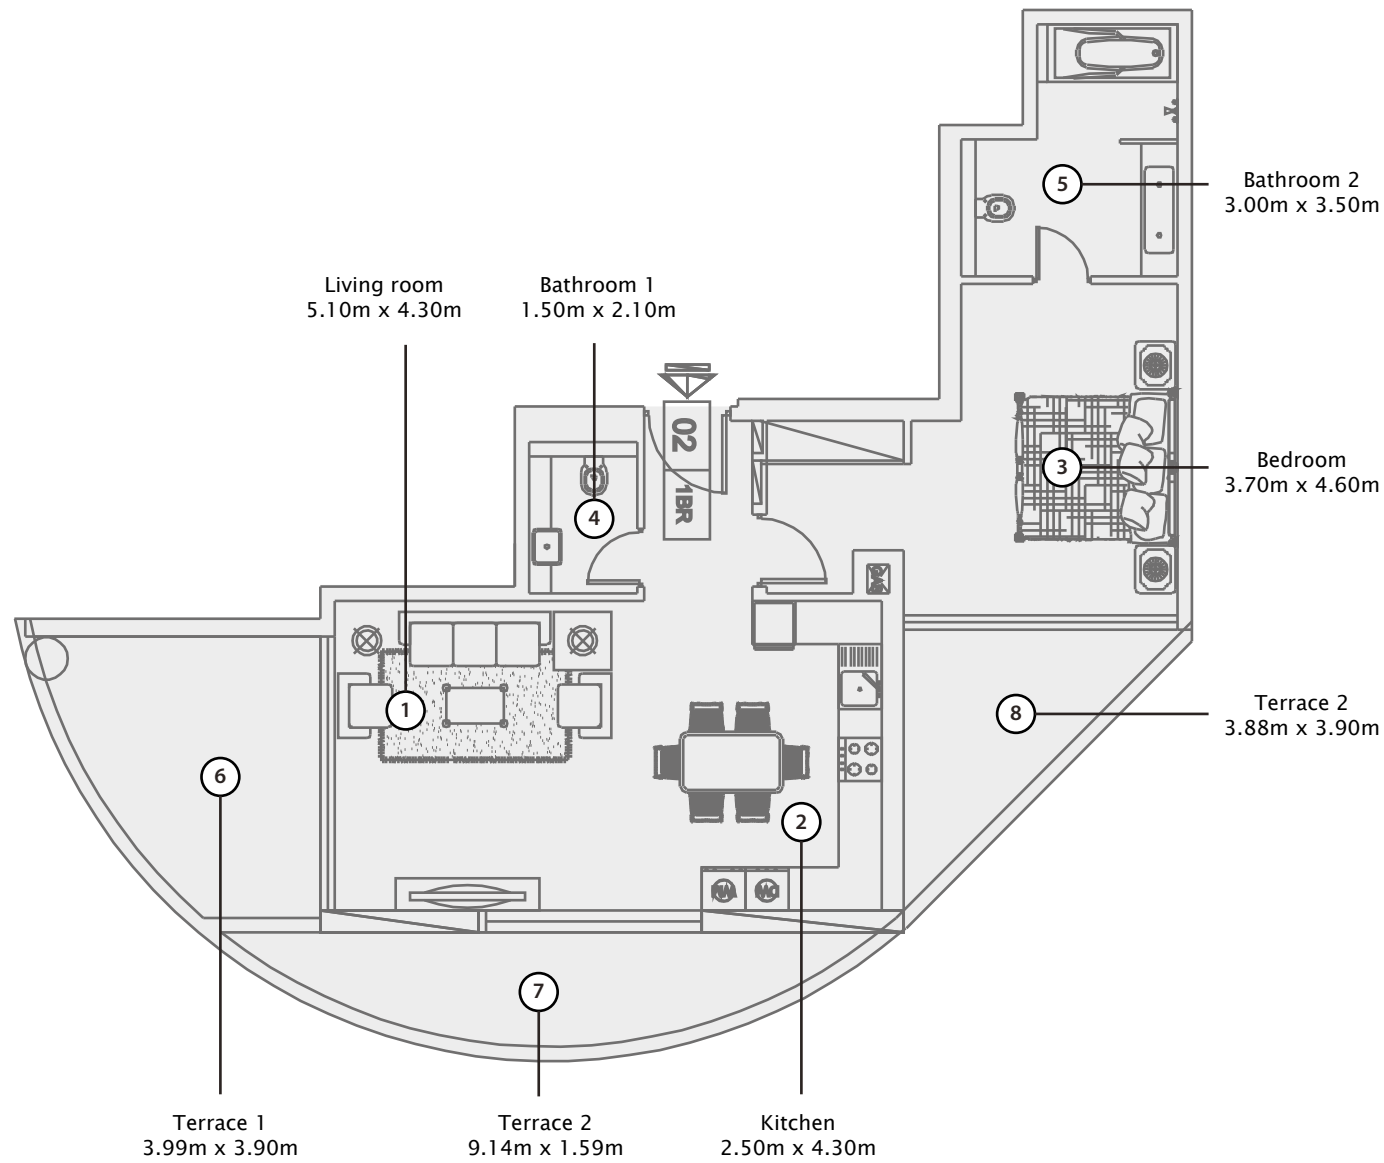 Bathroom 2
3.00m x 3.50m
5
Living room
5.10m x 4.30m
Bathroom 1
1.50m x 2.10m
02
1BR
3
Bedroom
3.70m x 4.60m
4
GAS
1
8
Terrace 2
3.88m x 3.90m
6
2
7
Terrace 1
3.99m x 3.90m
Terrace 2
9.14m x 1.59m
Kitchen
2.50m x 4.30m